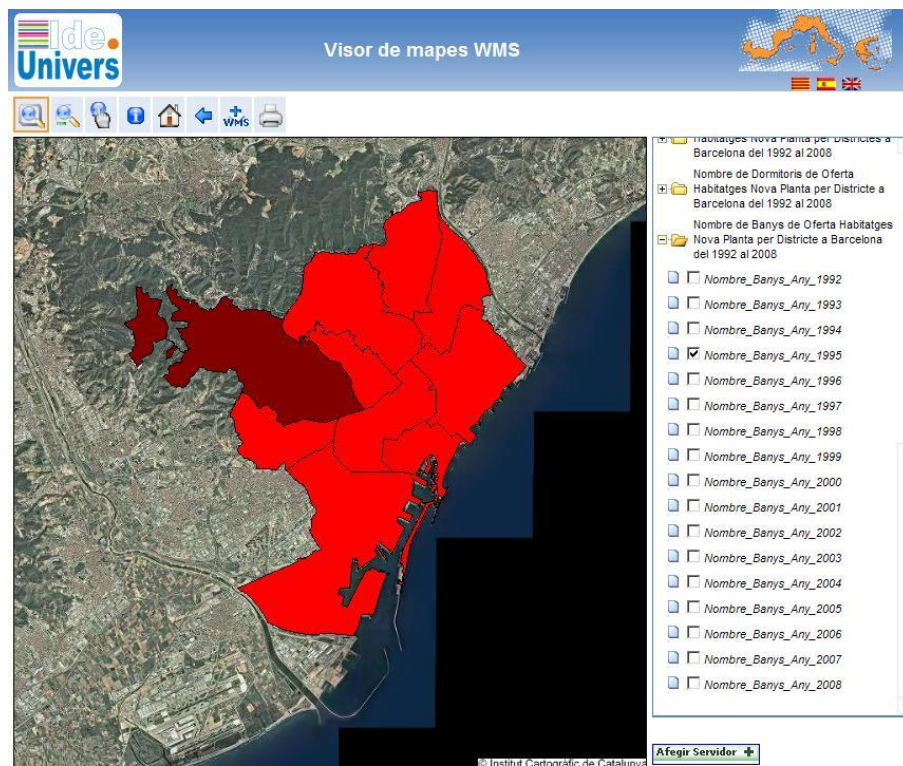 Ide.
Univers
Visor de mapes WMS
WMS
Habitatges Nova Planta per Districtes a
Barcelona del 1992 al 2008
Nombre de Dormitoris de Oferta
Habitatges Nova Planta per Districte a
Barcelona del 1992 al 2008
Nombre de Banys de Oferta Habitatges
Nova Planta per Districte a Barcelona
del 1992 al 2008
Nombre_Banys_Any_1992
Nombre_Banys_Any_1993
Nombre_Banys_Any_1994
Nombre_Banys_Any_1995
Nombre_Banys_Any_1996
Nombre_Banys_Any_1997
Nombre_Banys_Any_1998
Nombre_Banys_Any_1999
Nombre_Banys_Any_2000
Nombre_Banys_Any_2001
Nombre_Banys_Any_2002
Nombre_Banys_Any_2003
Nombre_Banys_Any_2004
Nombre_Banys_Any_2005
Nombre_Banys_Any_2006
Nombre_Banys_Any_2007
Nombre_Banys_Any_2008
© Institut Cartogràfic de Catalunya
Afegir Servidor